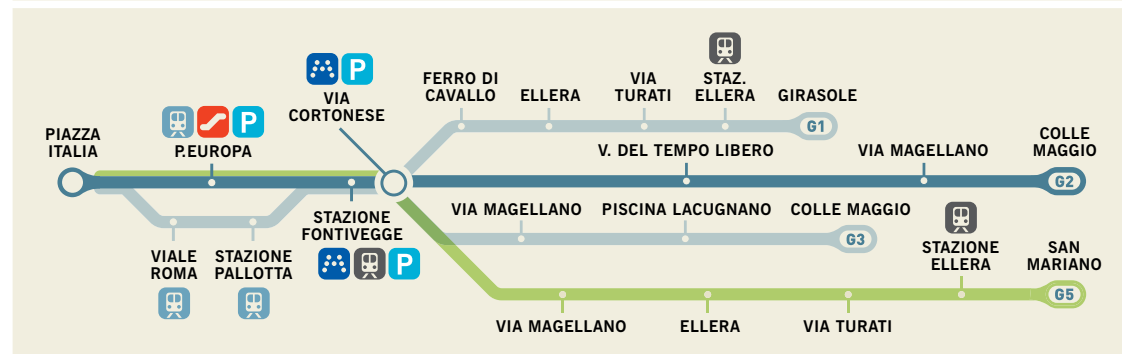 PIAZZA
ITALIA
P
P.EUROPA
P
VIA
CORTONESE
FERRO DI
CAVALLO
ELLERA
VIA
TURATI
STAZ.
ELLERA
GIRASOLE
G1
V. DEL TEMPO LIBERO
VIA MAGELLANO
COLLE
MAGGIO
G2
STAZIONE
FONTIVEGGE
P
VIALE
ROMA
STAZIONE
PALLOTTA
VIA MAGELLANO
PISCINA LACUGNANO
COLLE MAGGIO
G3
STAZIONE
ELLERA
SAN
MARIANO
G5
VIA MAGELLANO
ELLERA
VIA TURATI